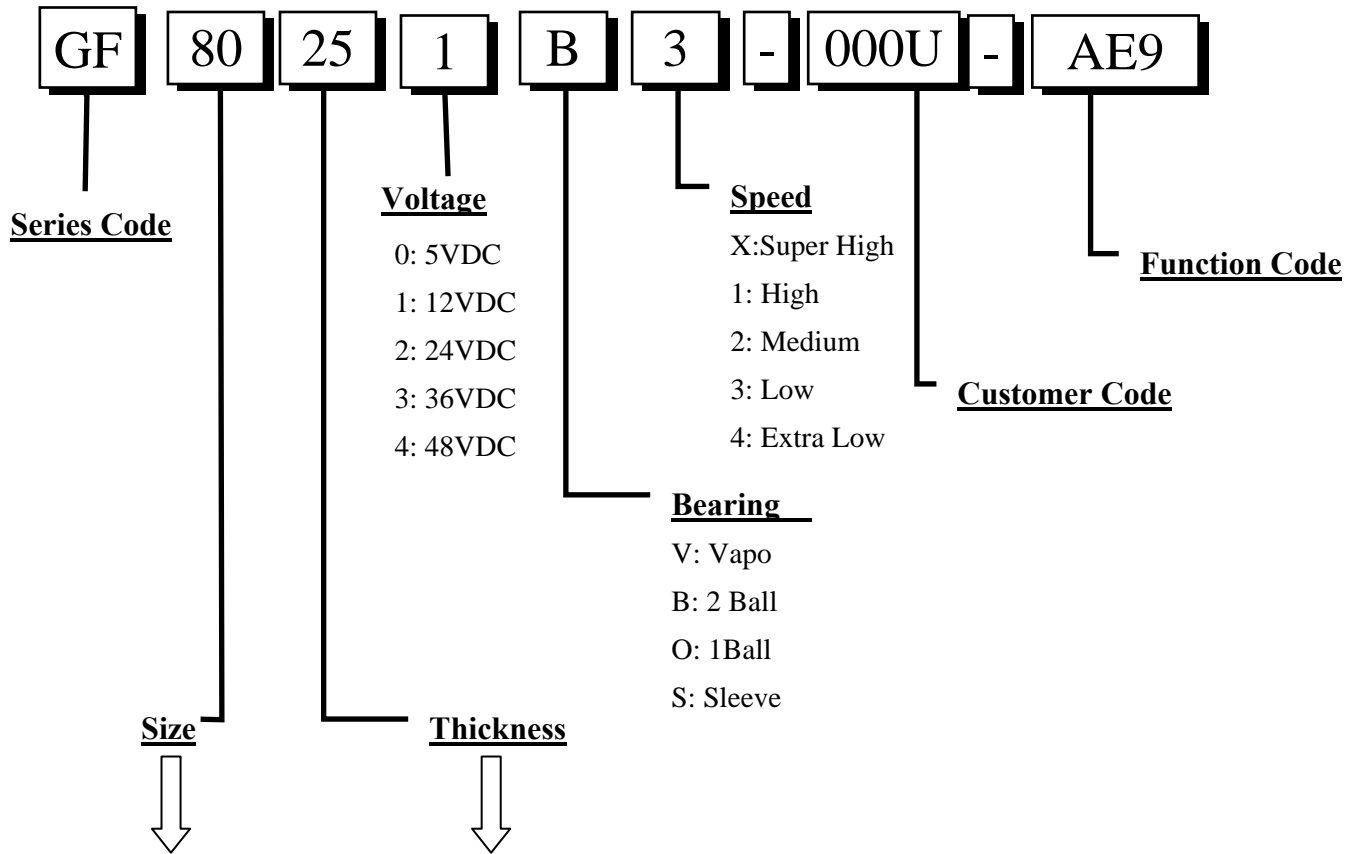 GF 80 25 1 B 3 - 000U - AE9
Series Code
Voltage
0: 5VDC
1: 12VDC
2: 24VDC
3: 36VDC
4: 48VDC
Speed
X:Super High
1: High
2: Medium
3: Low
4: Extra Low
Function Code
Customer Code
Bearing
V: Vapo
B: 2 Ball
O: 1Ball
S: Sleeve
Size
Thickness